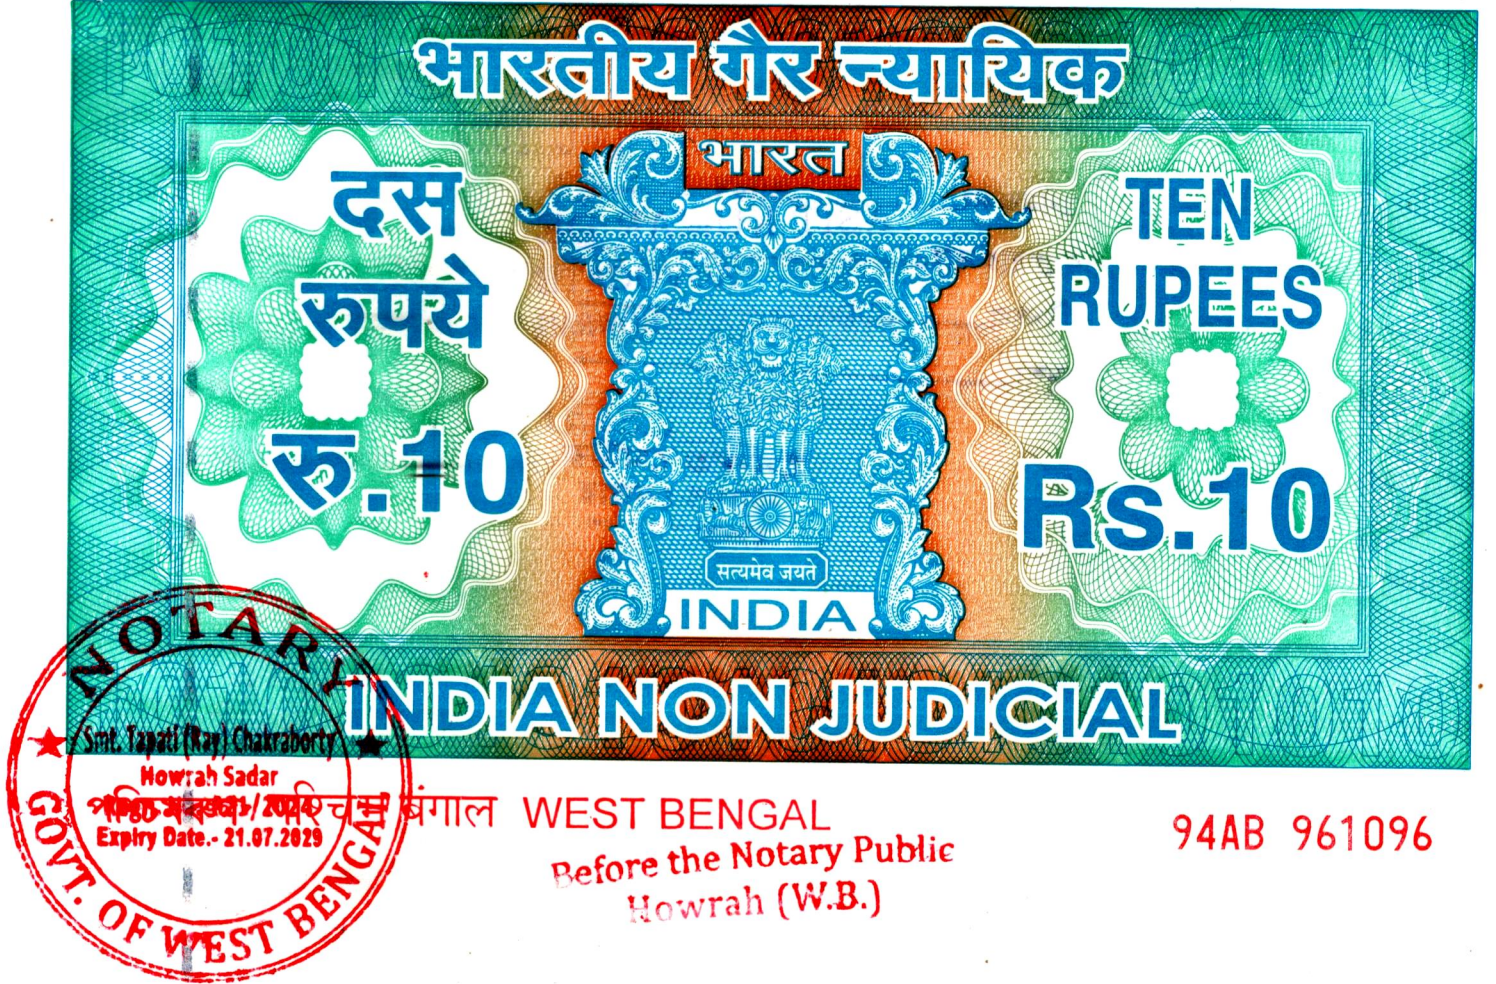 भारतीय गैर न्यायिक
भारत
दस
रुपये
रु.10
TEN
RUPEES
Rs.10
सत्यमेव जयते
INDIA
INDIA NON JUDICIAL
NOTARY
Smt. Tapati (Ray) Chakraborty
Howrah Sadar
Expiry Date.- 21.07.2029
GOVT. OF WEST BENGAL
बंगाल WEST BENGAL
94AB 961096
Before the Notary Public
Howrah (W.B.)